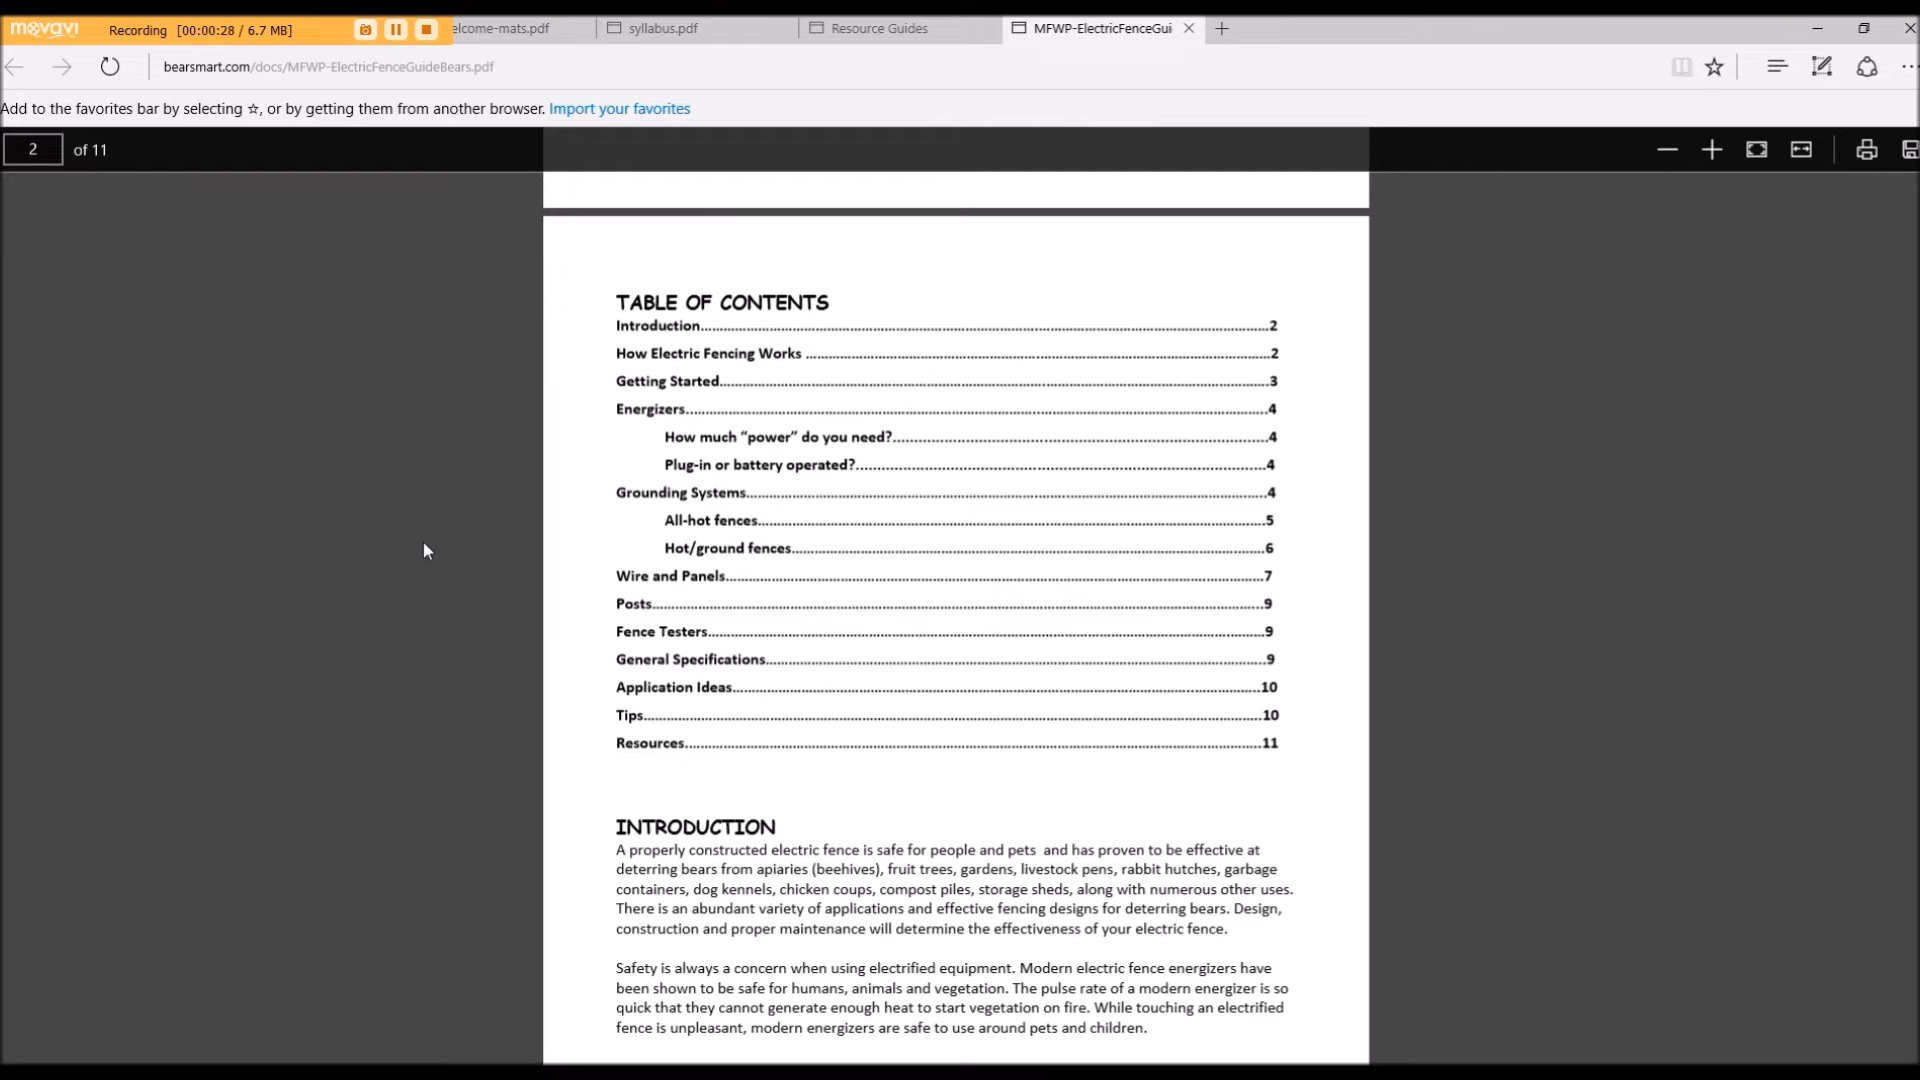 movavi Recording [00:00:28 / 6.7 MB] elcome-mats.pdf syllabus.pdf Resource Guides MFWP-ElectricFenceGui
bearsmart.com/docs/MFWP-ElectricFenceGuideBears.pdf
Add to the favorites bar by selecting ☆, or by getting them from another browser. Import your favorites
2 of 11
TABLE OF CONTENTS
Introduction....................2
How Electric Fencing Works ....................2
Getting Started....................3
Energizers....................4
How much “power” do you need?....................4
Plug-in or battery operated?....................4
Grounding Systems....................4
All-hot fences....................5
Hot/ground fences....................6
Wire and Panels....................7
Posts....................9
Fence Testers....................9
General Specifications....................9
Application Ideas....................10
Tips....................10
Resources....................11
INTRODUCTION
A properly constructed electric fence is safe for people and pets and has proven to be effective at
deterring bears from apiaries (beehives), fruit trees, gardens, livestock pens, rabbit hutches, garbage
containers, dog kennels, chicken coups, compost piles, storage sheds, along with numerous other uses.
There is an abundant variety of applications and effective fencing designs for deterring bears. Design,
construction and proper maintenance will determine the effectiveness of your electric fence.
Safety is always a concern when using electrified equipment. Modern electric fence energizers have
been shown to be safe for humans, animals and vegetation. The pulse rate of a modern energizer is so
quick that they cannot generate enough heat to start vegetation on fire. While touching an electrified
fence is unpleasant, modern energizers are safe to use around pets and children.